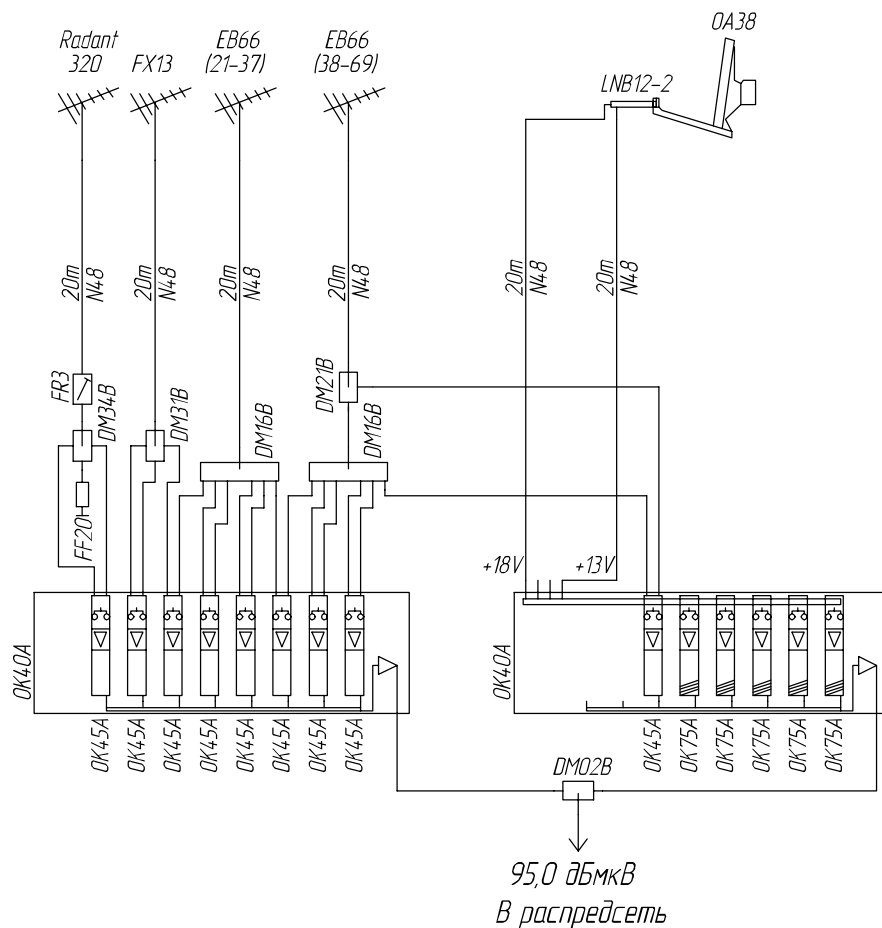 Radant
320
FX13
EB66
(21-37)
EB66
(38-69)
OA38
LNB12-2
20m
N48
20m
N48
20m
N48
20m
N48
20m
N48
20m
N48
FR3
DM34B
DM31B
DM16B
DM21B
DM16B
FF20
+18V
+13V
OK40A
OK40A
OK45A
OK45A
OK45A
OK45A
OK45A
OK45A
OK45A
OK45A
OK45A
OK75A
OK75A
OK75A
OK75A
OK75A
DM02B
95,0 дБмкВ
В распредсеть